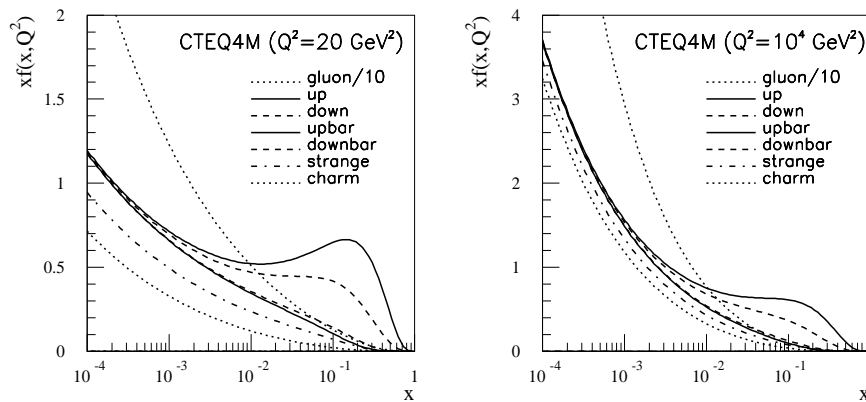 xf(x,Q²)
2
1.5
1
0.5
0
CTEQ4M (Q²=20 GeV²)
gluon/10
up
down
upbar
downbar
strange
charm
10⁻⁴
10⁻³
10⁻²
10⁻¹
1
x
xf(x,Q²)
4
3
2
1
0
CTEQ4M (Q²=10⁴ GeV²)
gluon/10
up
down
upbar
downbar
strange
charm
10⁻⁴
10⁻³
10⁻²
10⁻¹
1
x